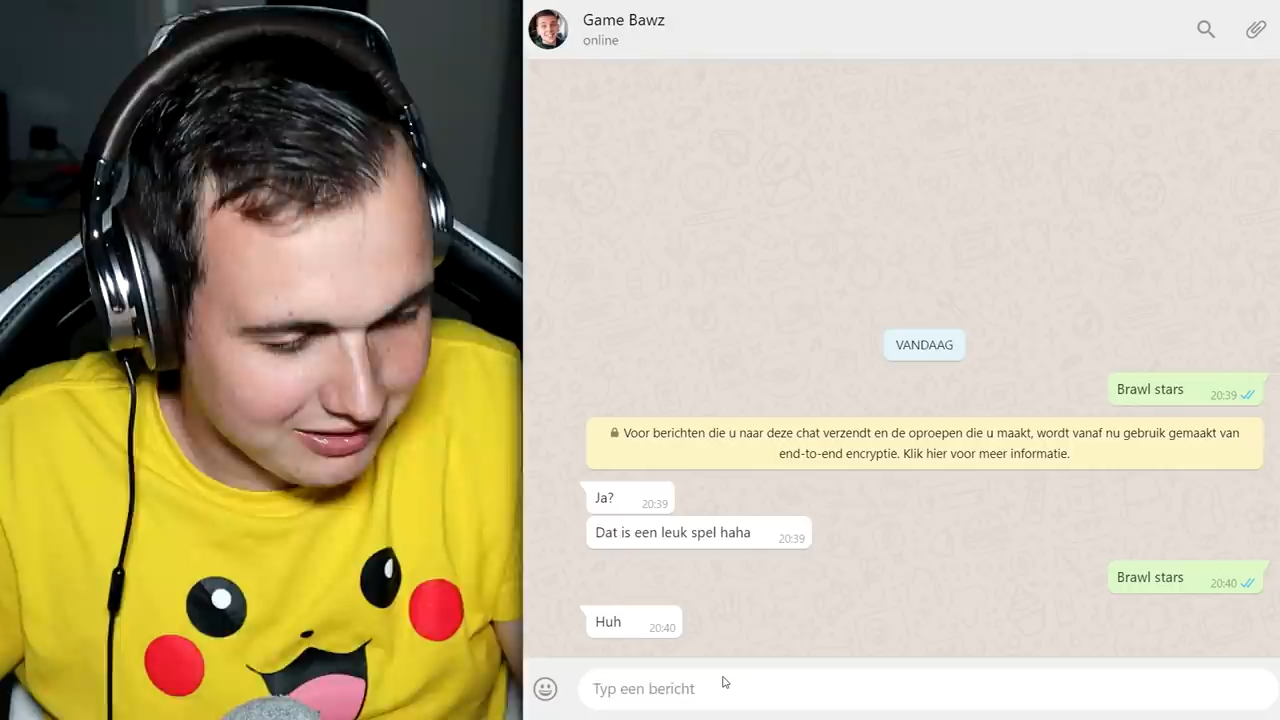 Game Bawz
online
VANDAAG
Brawl stars
20:39
Voor berichten die u naar deze chat verzendt en de oproepen die u maakt, wordt vanaf nu gebruik gemaakt van
end-to-end encryptie. Klik hier voor meer informatie.
Ja?
20:39
Dat is een leuk spel haha
20:39
Brawl stars
20:40
Huh
20:40
Typ een bericht